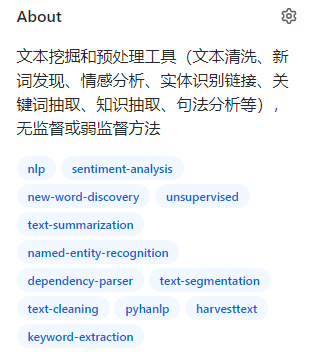 About
文本挖掘和预处理工具（文本清洗、新
词发现、情感分析、实体识别链接、关
键词抽取、知识抽取、句法分析等），
无监督或弱监督方法
nlp sentiment-analysis
new-word-discovery unsupervised
text-summarization
named-entity-recognition
dependency-parser text-segmentation
text-cleaning pyhanlp harvesttext
keyword-extraction